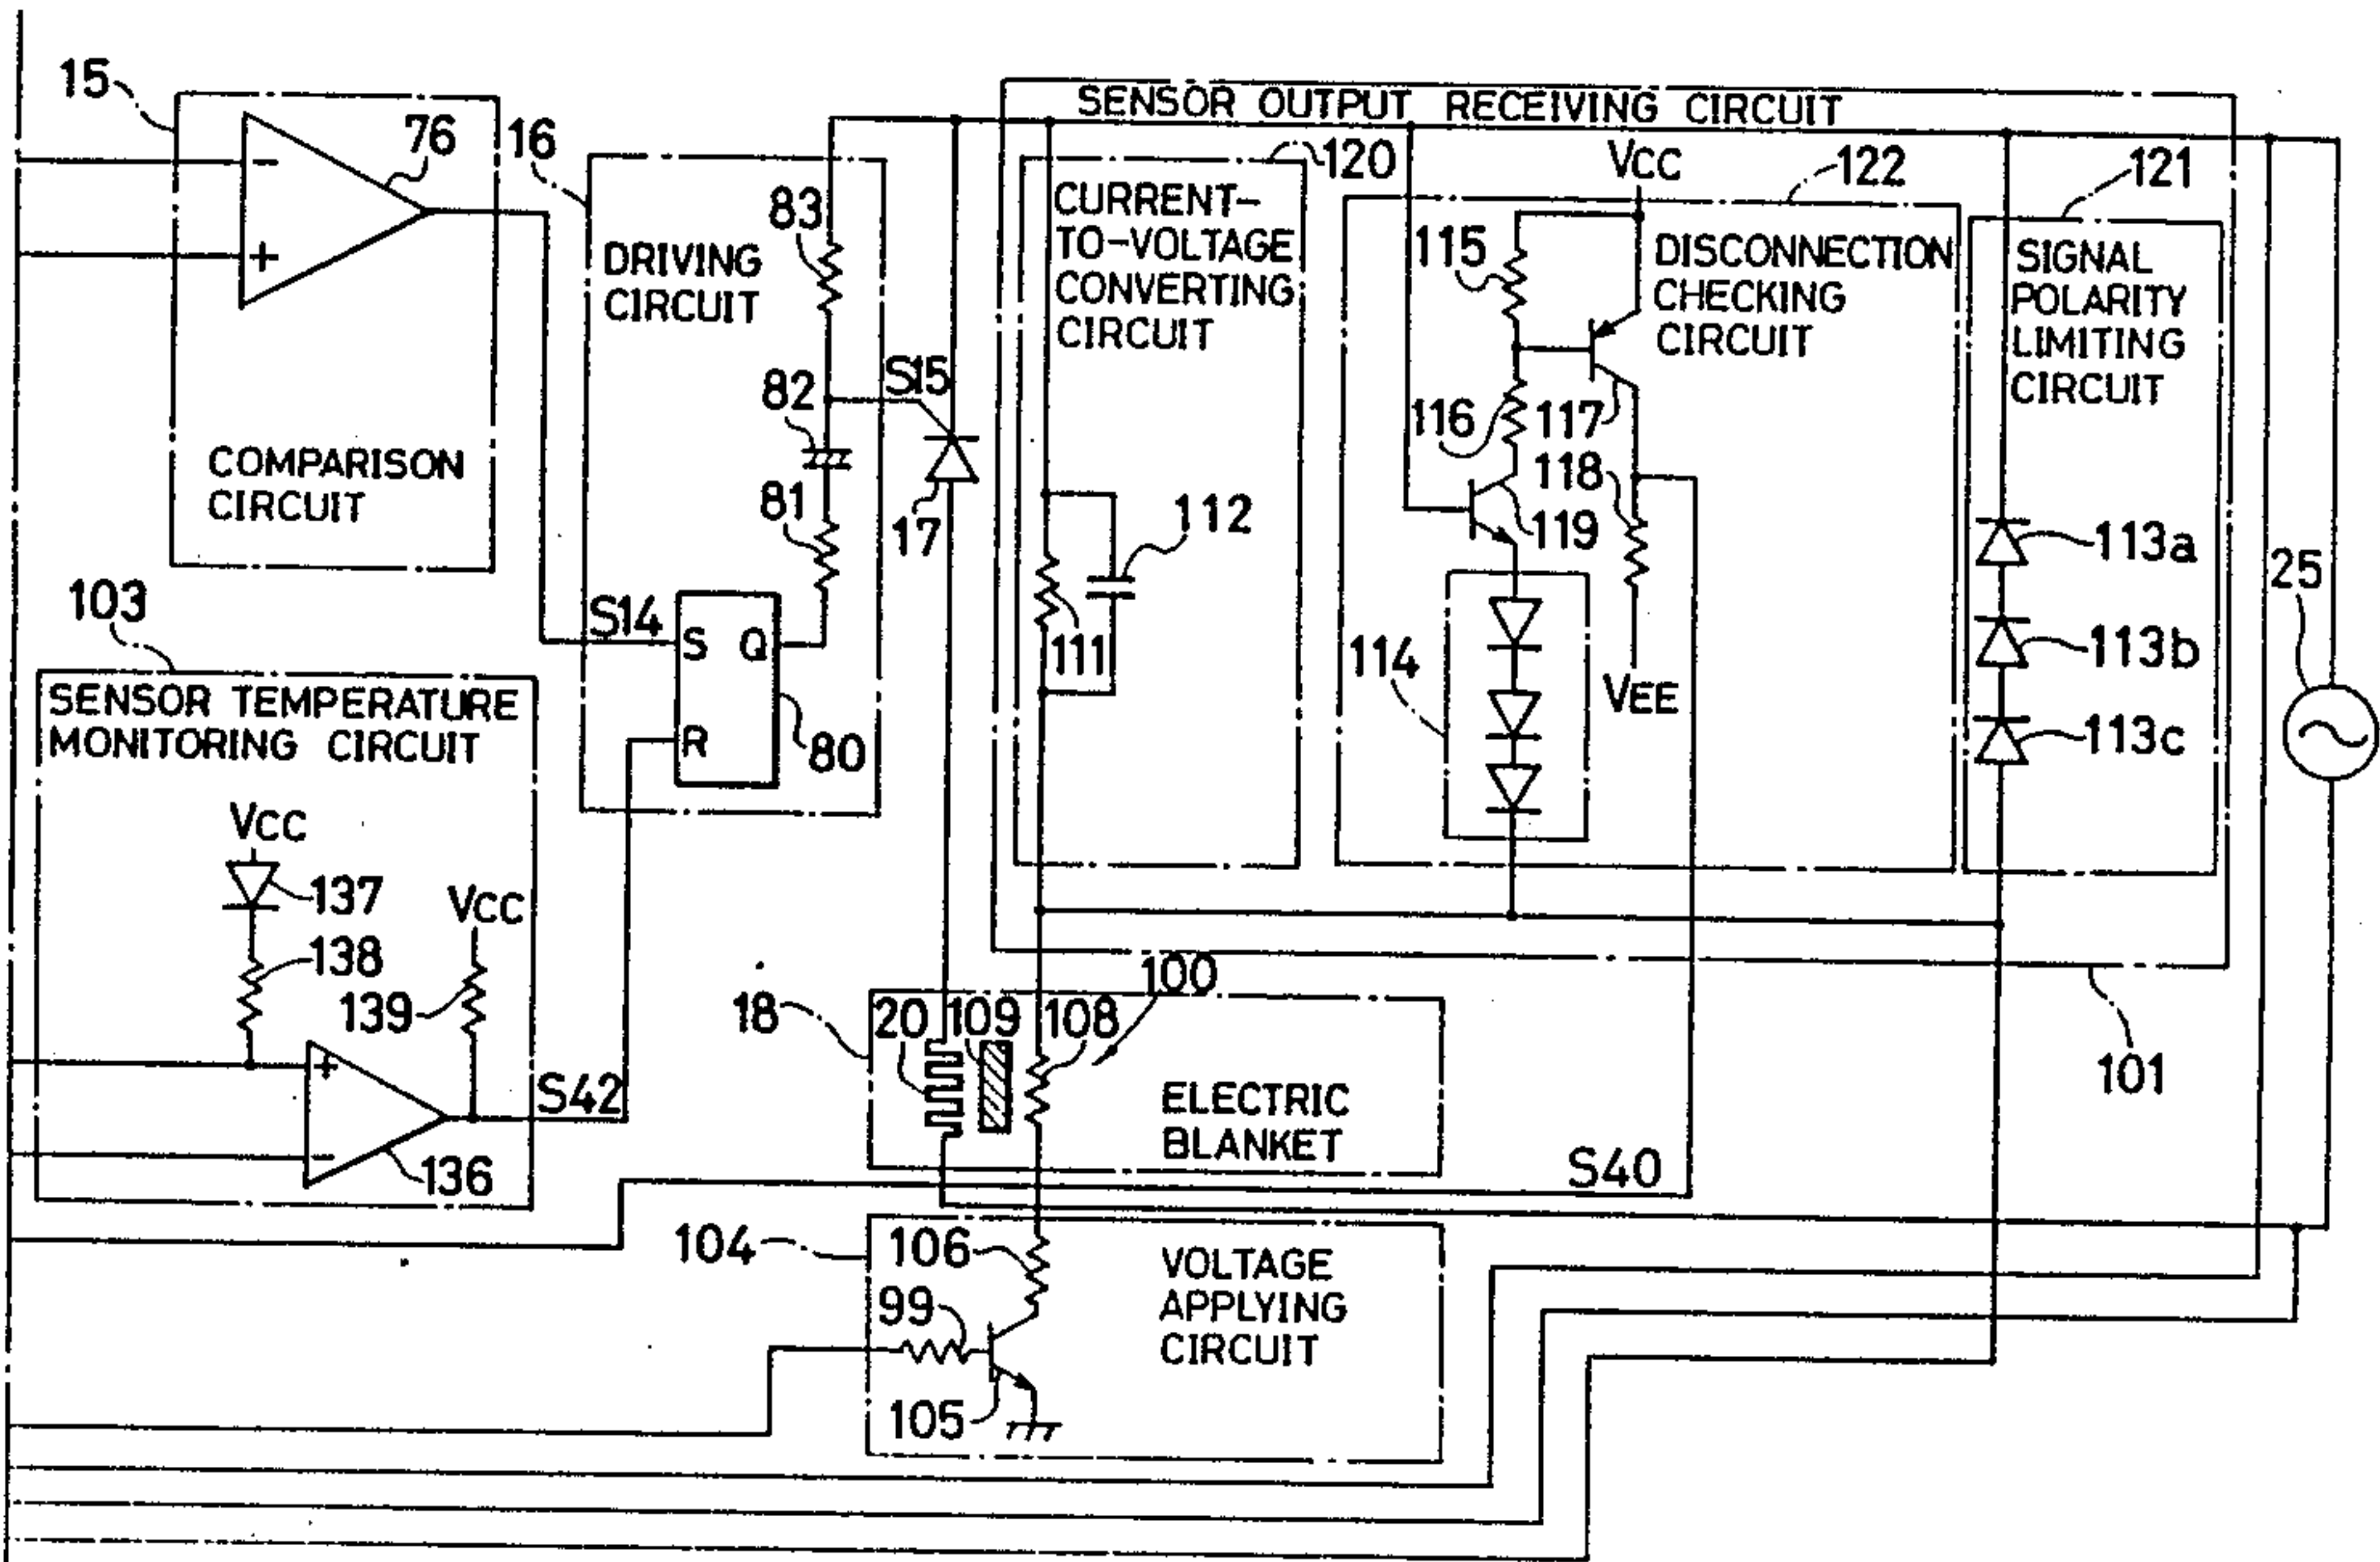 15
76
-
+
COMPARISON
CIRCUIT
16
DRIVING
CIRCUIT
83
82
81
S15
17
S14
S Q
R
80
SENSOR OUTPUT RECEIVING CIRCUIT
120
CURRENT-
TO-VOLTAGE
CONVERTING
CIRCUIT
112
111
122
VCC
115
DISCONNECTION
CHECKING
CIRCUIT
116
117
118
119
114
VEE
121
SIGNAL
POLARITY
LIMITING
CIRCUIT
113a
113b
113c
25
101
103
SENSOR TEMPERATURE
MONITORING CIRCUIT
VCC
137
VCC
138
139
+
-
S42
136
18
20
109
108
100
ELECTRIC
BLANKET
S40
104
106
99
105
VOLTAGE
APPLYING
CIRCUIT